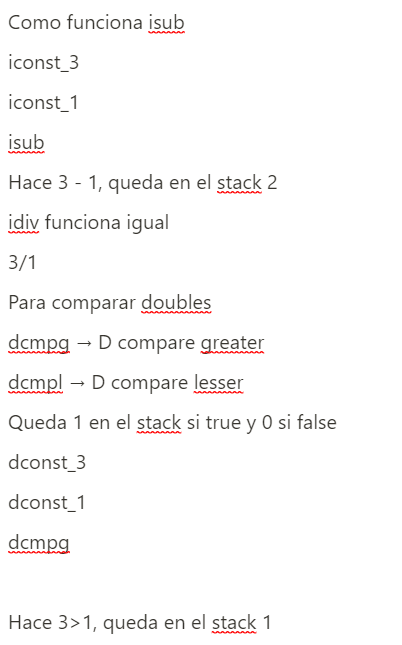 Como funciona isub
iconst_3
iconst_1
isub
Hace 3 - 1, queda en el stack 2
idiv funciona igual
3/1
Para comparar doubles
dcmpg → D compare greater
dcmpl → D compare lesser
Queda 1 en el stack si true y 0 si false
dconst_3
dconst_1
dcmpg
Hace 3>1, queda en el stack 1